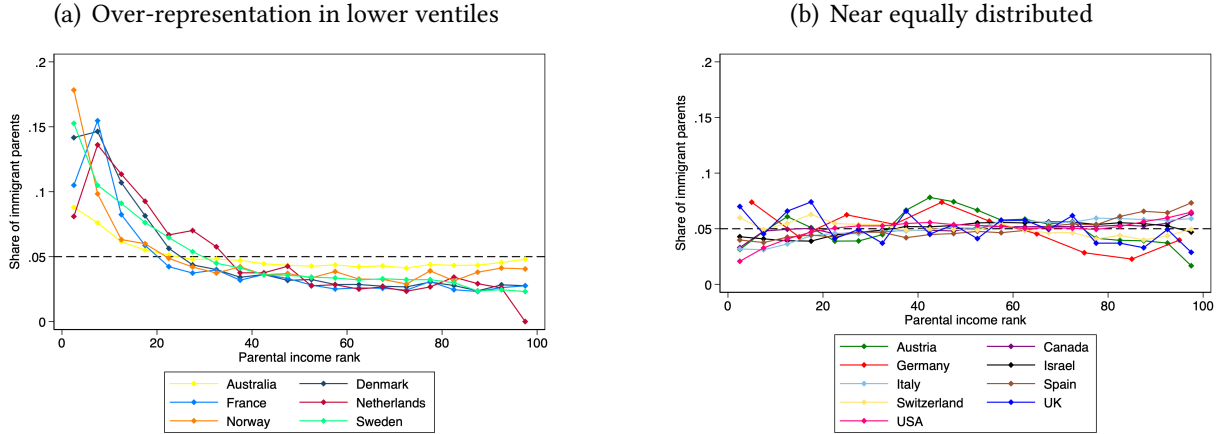 (a) Over-representation in lower ventiles
Share of immigrant parents
.2
.15
.1
.05
0
0 20 40 60 80 100
Parental income rank
Australia Denmark
France Netherlands
Norway Sweden
(b) Near equally distributed
Share of immigrant parents
.2
.15
.1
.05
0
0 20 40 60 80 100
Parental income rank
Austria Canada
Germany Israel
Italy Spain
Switzerland UK
USA